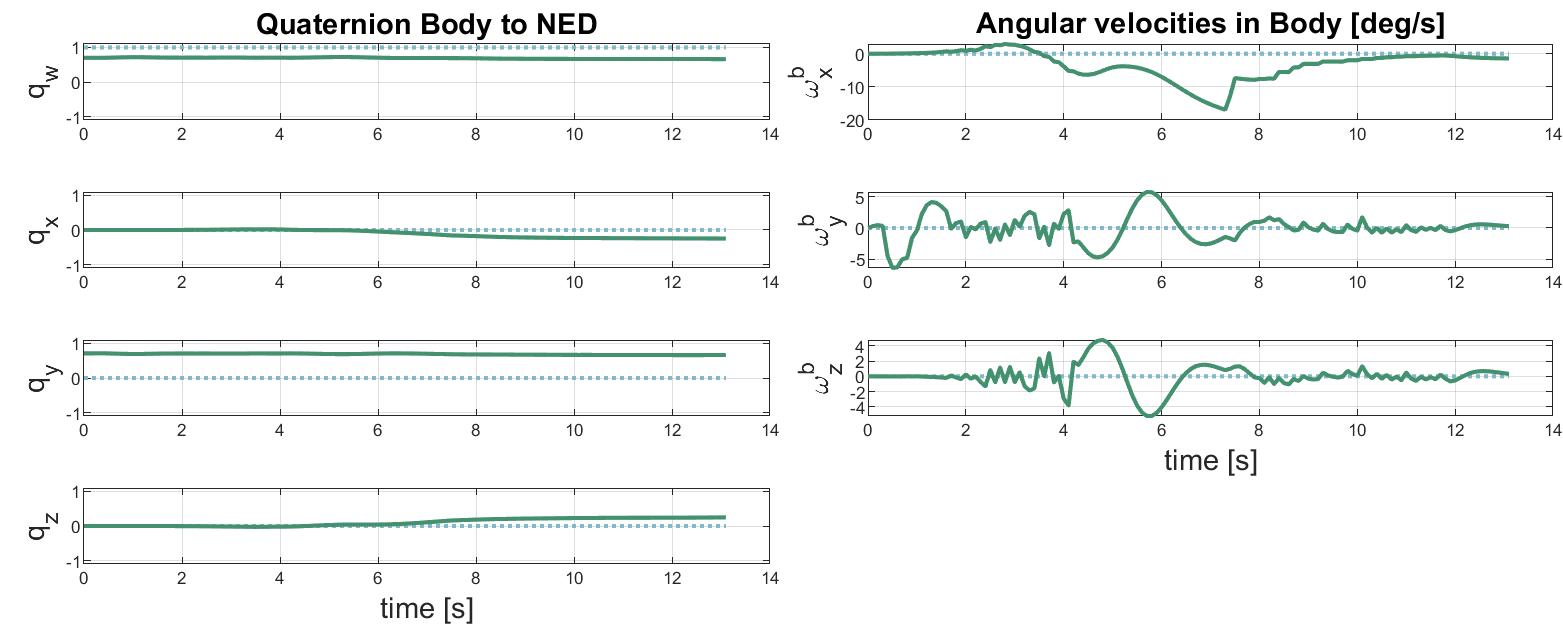 Quaternion Body to NED
q_w
1
0
-1
0 2 4 6 8 10 12 14
q_x
1
0
-1
0 2 4 6 8 10 12 14
q_y
1
0
-1
0 2 4 6 8 10 12 14
q_z
1
0
-1
0 2 4 6 8 10 12 14
time [s]
Angular velocities in Body [deg/s]
ω_x^b
0
-10
-20
0 2 4 6 8 10 12 14
ω_y^b
5
0
-5
0 2 4 6 8 10 12 14
ω_z^b
4
2
0
-2
-4
0 2 4 6 8 10 12 14
time [s]